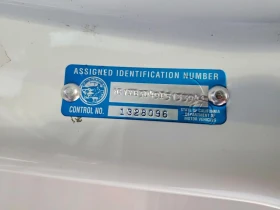 ASSIGNED IDENTIFICATION NUMBER
CONTROL NO. 1328096
STATE OF CALIFORNIA
DEPARTMENT OF
MOTOR VEHICLES